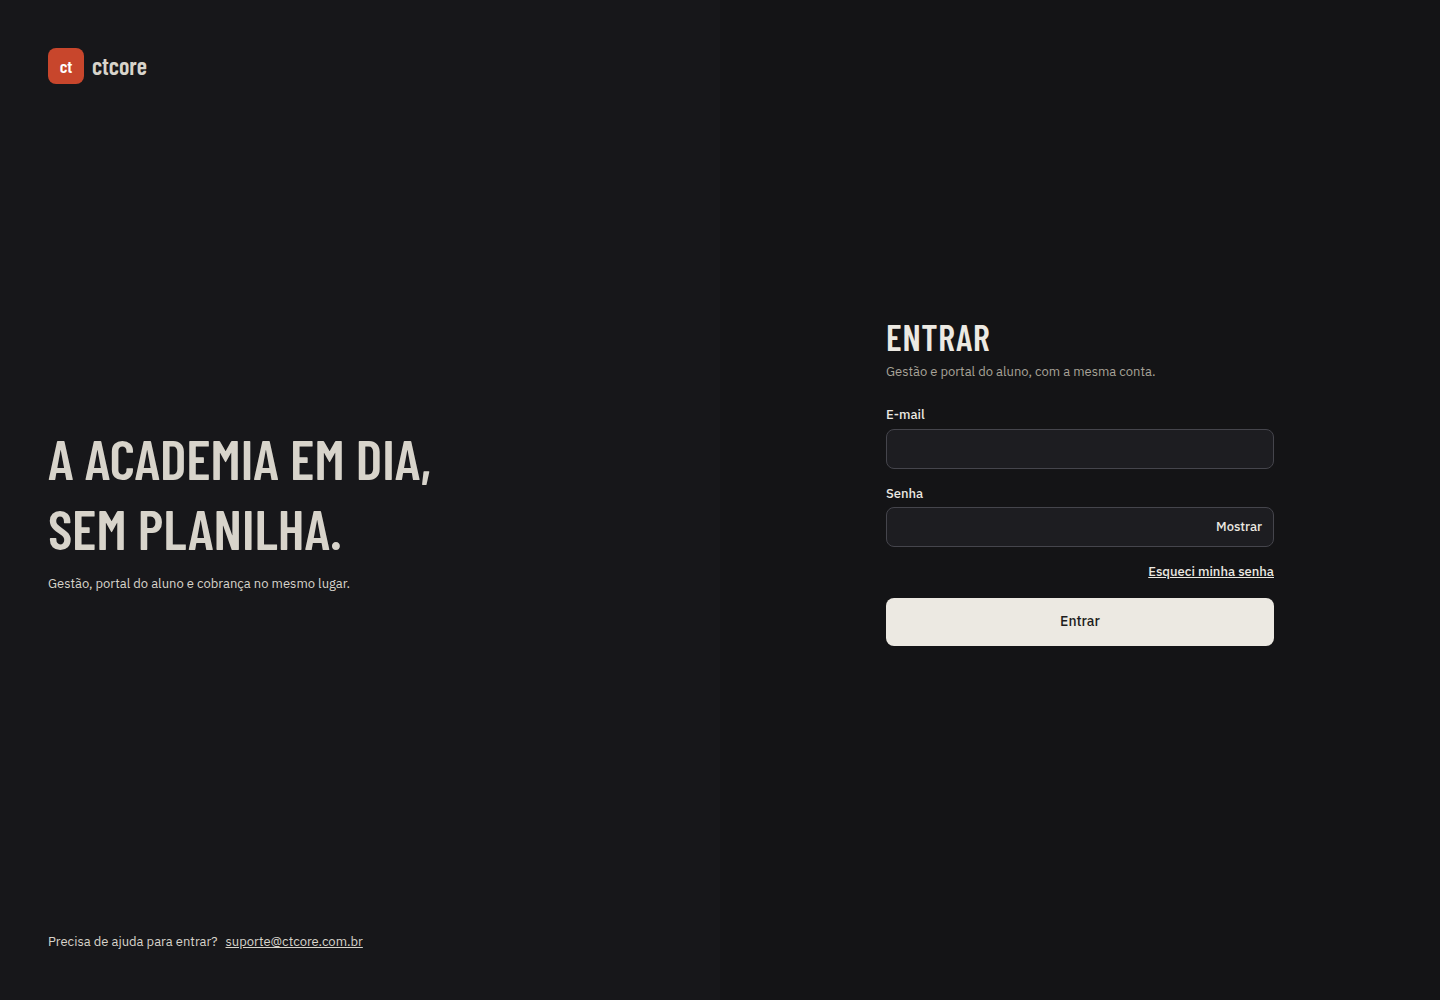 ct ctcore
A ACADEMIA EM DIA,
SEM PLANILHA.
Gestão, portal do aluno e cobrança no mesmo lugar.
Precisa de ajuda para entrar? suporte@ctcore.com.br
ENTRAR
Gestão e portal do aluno, com a mesma conta.
E-mail
Senha
Mostrar
Esqueci minha senha
Entrar